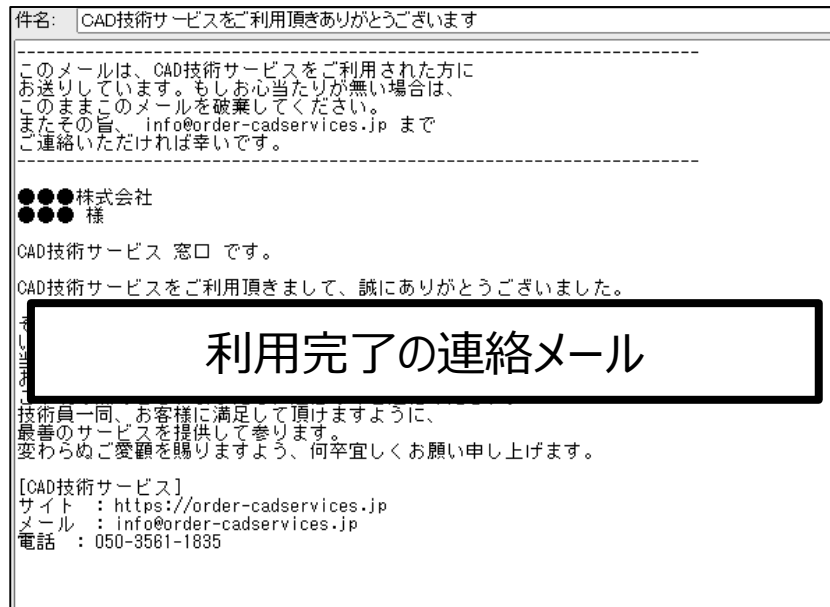 件名: CAD技術サービスをご利用頂きありがとうございます
----------------------------------------------------------------------
このメールは、CAD技術サービスをご利用された方に
お送りしています。もしお心当たりが無い場合は、
このままこのメールを破棄してください。
またその旨、 info@order-cadservices.jp まで
ご連絡いただければ幸いです。
----------------------------------------------------------------------
●●●株式会社
●●● 様
CAD技術サービス 窓口 です。
CAD技術サービスをご利用頂きまして、誠にありがとうございました。
利用完了の連絡メール
技術員一同、お客様に満足して頂けますように、
最善のサービスを提供して参ります。
変わらぬご愛顧を賜りますよう、何卒宜しくお願い申し上げます。
[CAD技術サービス]
サイト : https://order-cadservices.jp
メール : info@order-cadservices.jp
電話 : 050-3561-1835